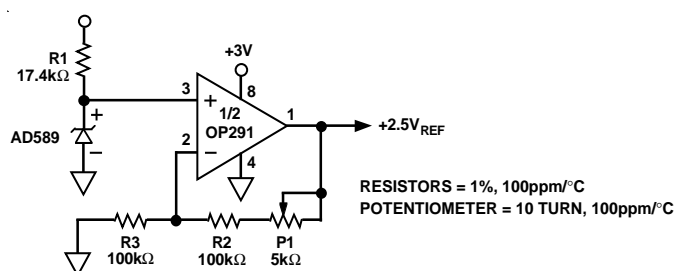 R1
17.4kΩ
+3V
3
8
+
1/2
1
OP291
+2.5VREF
+
AD589
2
−
−
4
RESISTORS = 1%, 100ppm/°C
POTENTIOMETER = 10 TURN, 100ppm/°C
R3
100kΩ
R2
100kΩ
P1
5kΩ